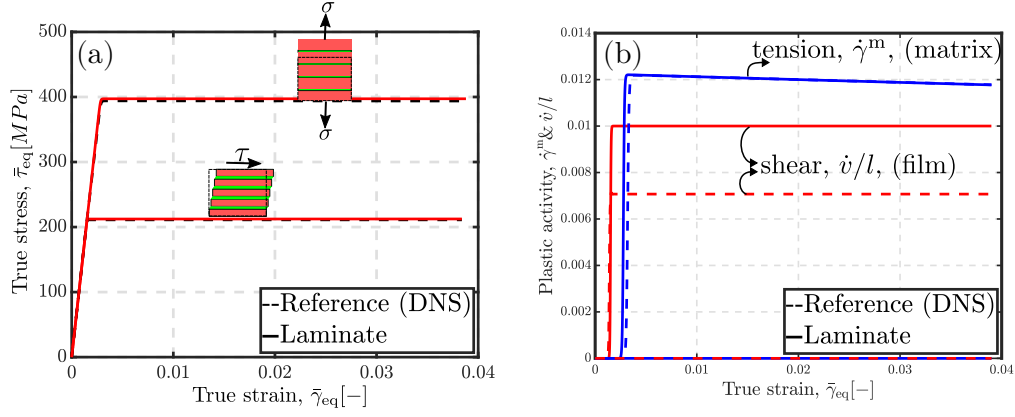 (a)
σ
σ
τ
500
400
300
200
100
0
0
0.01
0.02
0.03
0.04
True stress, τ̄eq[MPa]
True strain, γ̄eq[−]
Reference (DNS)
Laminate
(b)
tension, γ̇ᵐ, (matrix)
shear, v̇/l, (film)
0.014
0.012
0.01
0.008
0.006
0.004
0.002
0
0
0.01
0.02
0.03
0.04
Plastic activity, γ̇ᵐ& v̇/l
True strain, γ̄eq[−]
Reference (DNS)
Laminate